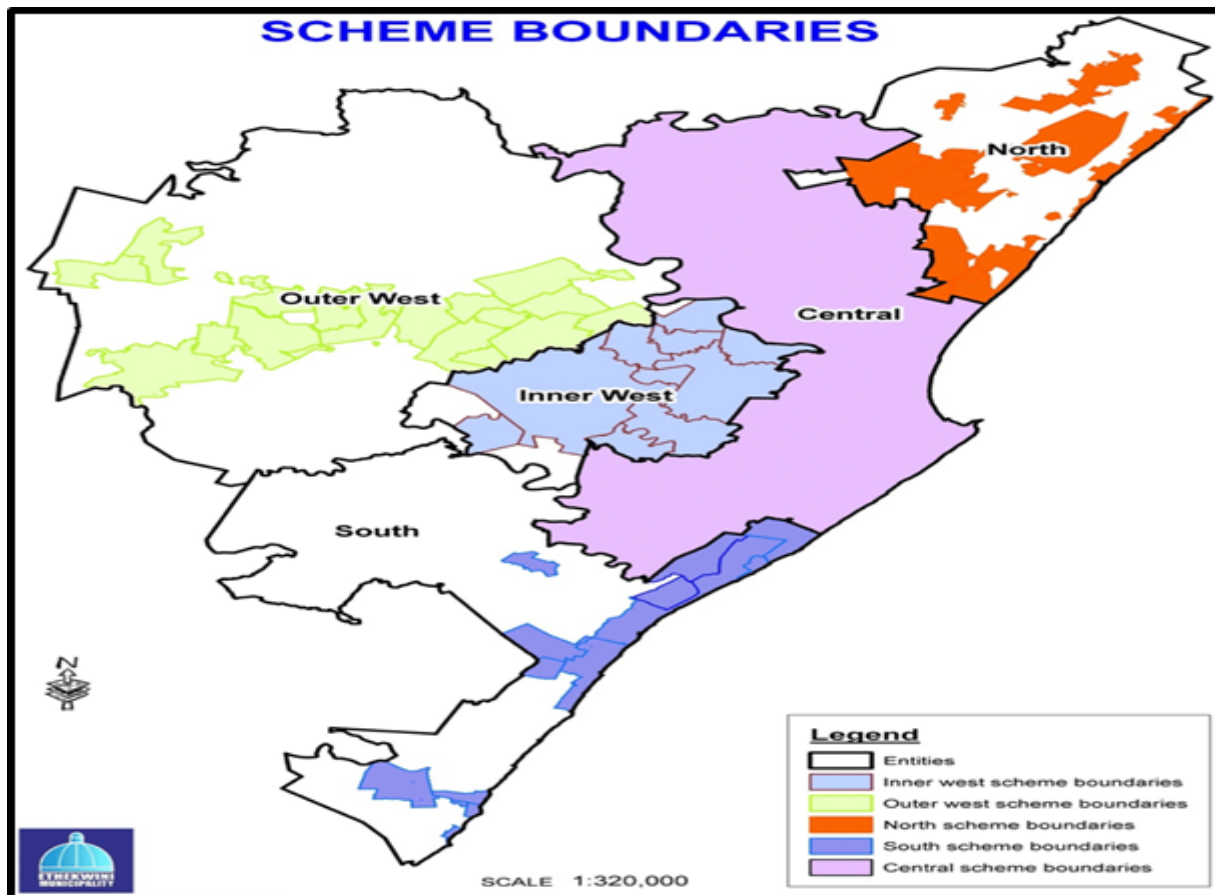 SCHEME BOUNDARIES
North
Outer West
Central
Inner West
South
N
Legend
Entities
Inner west scheme boundaries
Outer west scheme boundaries
North scheme boundaries
South scheme boundaries
Central scheme boundaries
ETHEKWINI
MUNICIPALITY
SCALE 1:320,000